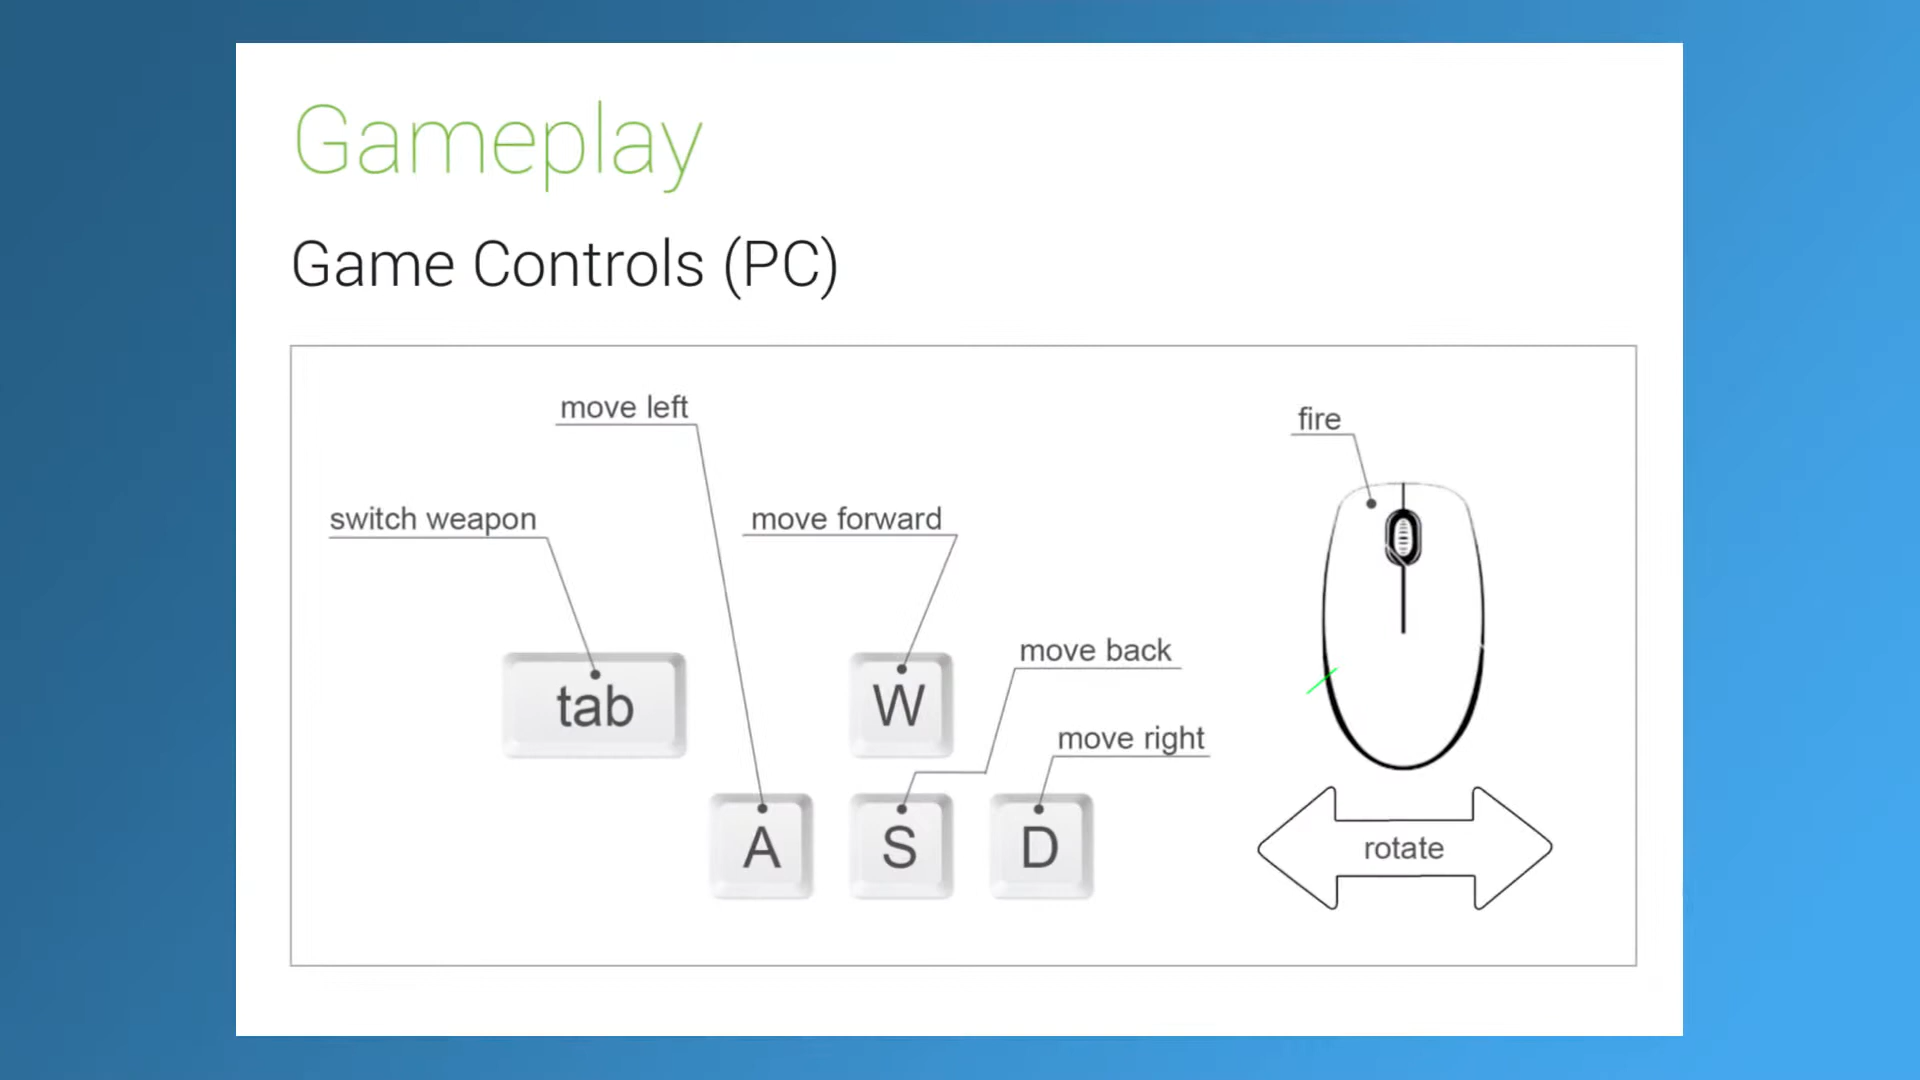 Gameplay
Game Controls (PC)
move left
fire
switch weapon
move forward
move back
tab
W
move right
A
S
D
rotate